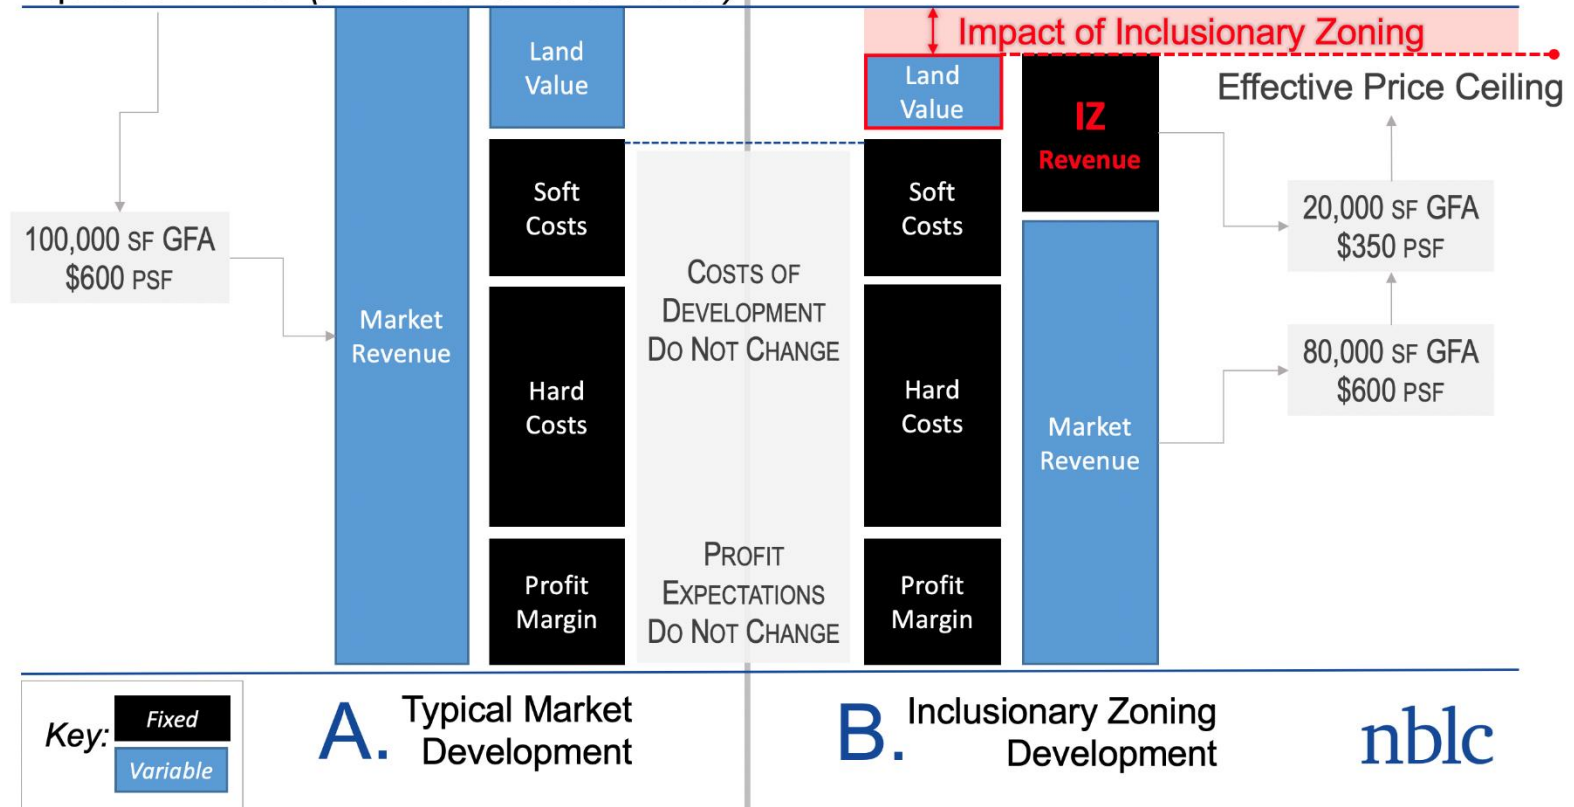 Land
Value
Impact of Inclusionary Zoning
Land
Value
Effective Price Ceiling
IZ
Revenue
Soft
Costs
Soft
Costs
20,000 SF GFA
$350 PSF
100,000 SF GFA
$600 PSF
COSTS OF
DEVELOPMENT
DO NOT CHANGE
Market
Revenue
80,000 SF GFA
$600 PSF
Hard
Costs
Hard
Costs
Market
Revenue
PROFIT
EXPECTATIONS
DO NOT CHANGE
Profit
Margin
Profit
Margin
Key:
Fixed
Variable
A. Typical Market
Development
B. Inclusionary Zoning
Development
nblc